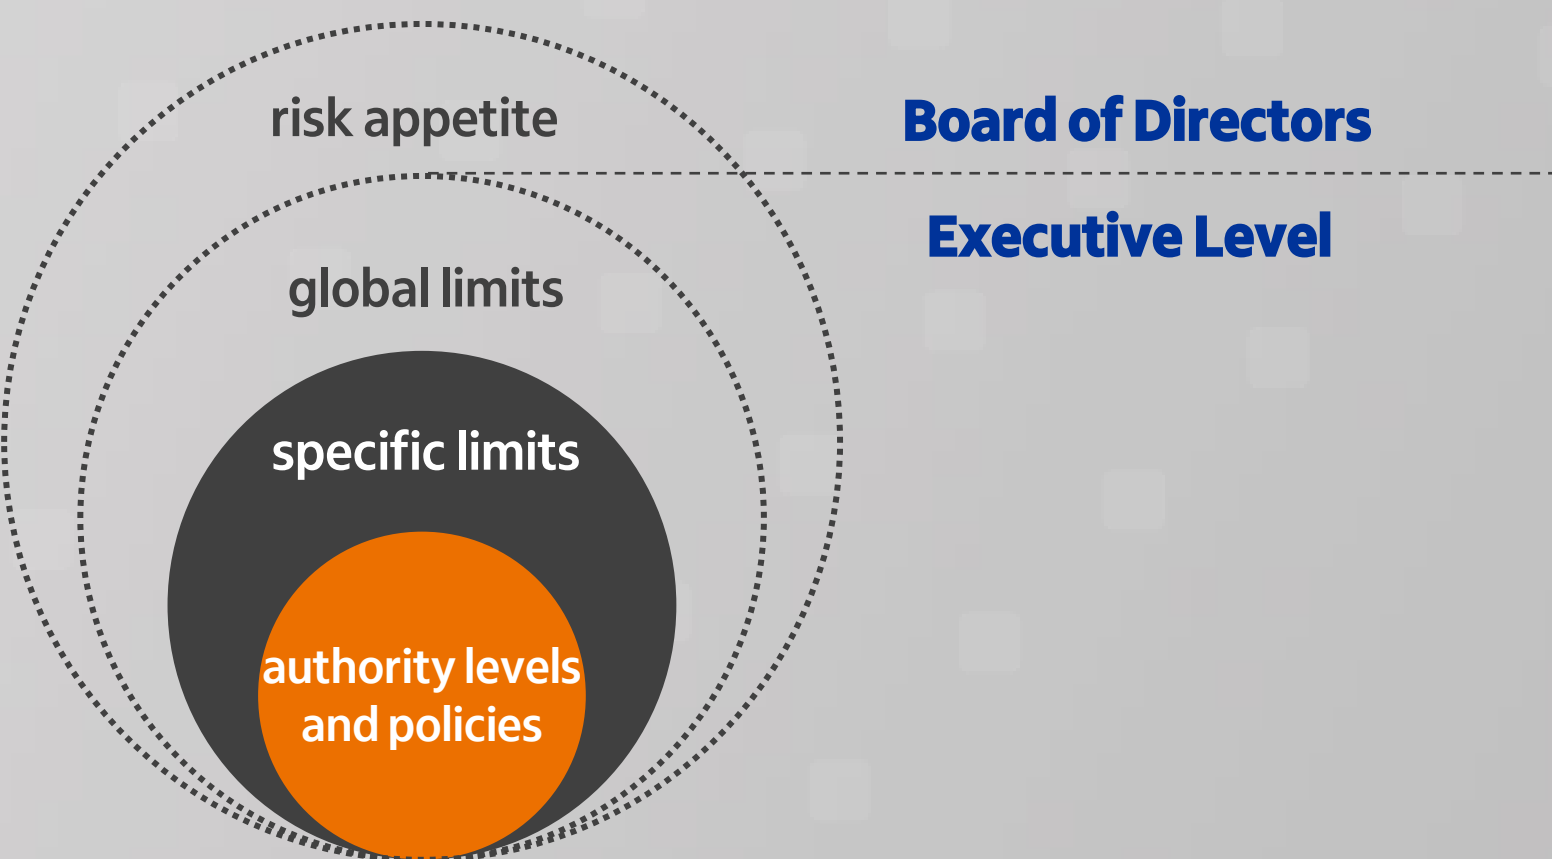 risk appetite
Board of Directors
Executive Level
global limits
specific limits
authority levels
and policies